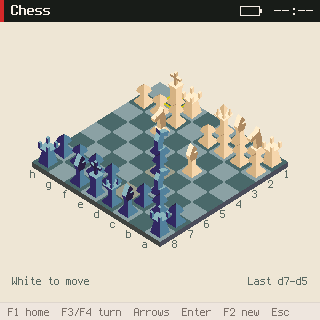 Chess --:--
h
g
f
e
d
c
b
a
8
7
6
5
4
3
2
1
White to move Last d7-d5
F1 home F3/F4 turn Arrows Enter F2 new Esc